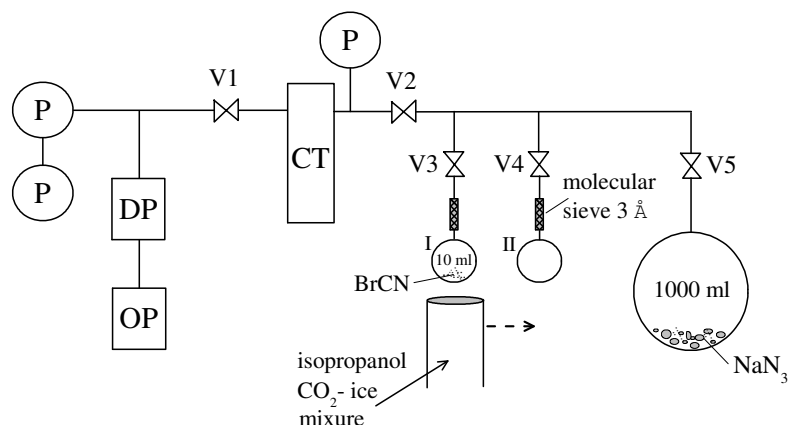 P
V1
V2
P
P
CT
V3
V4
V5
DP
molecular
sieve 3 Å
I
II
10 ml
BrCN
1000 ml
OP
isopropanol
CO₂- ice
mixure
NaN₃